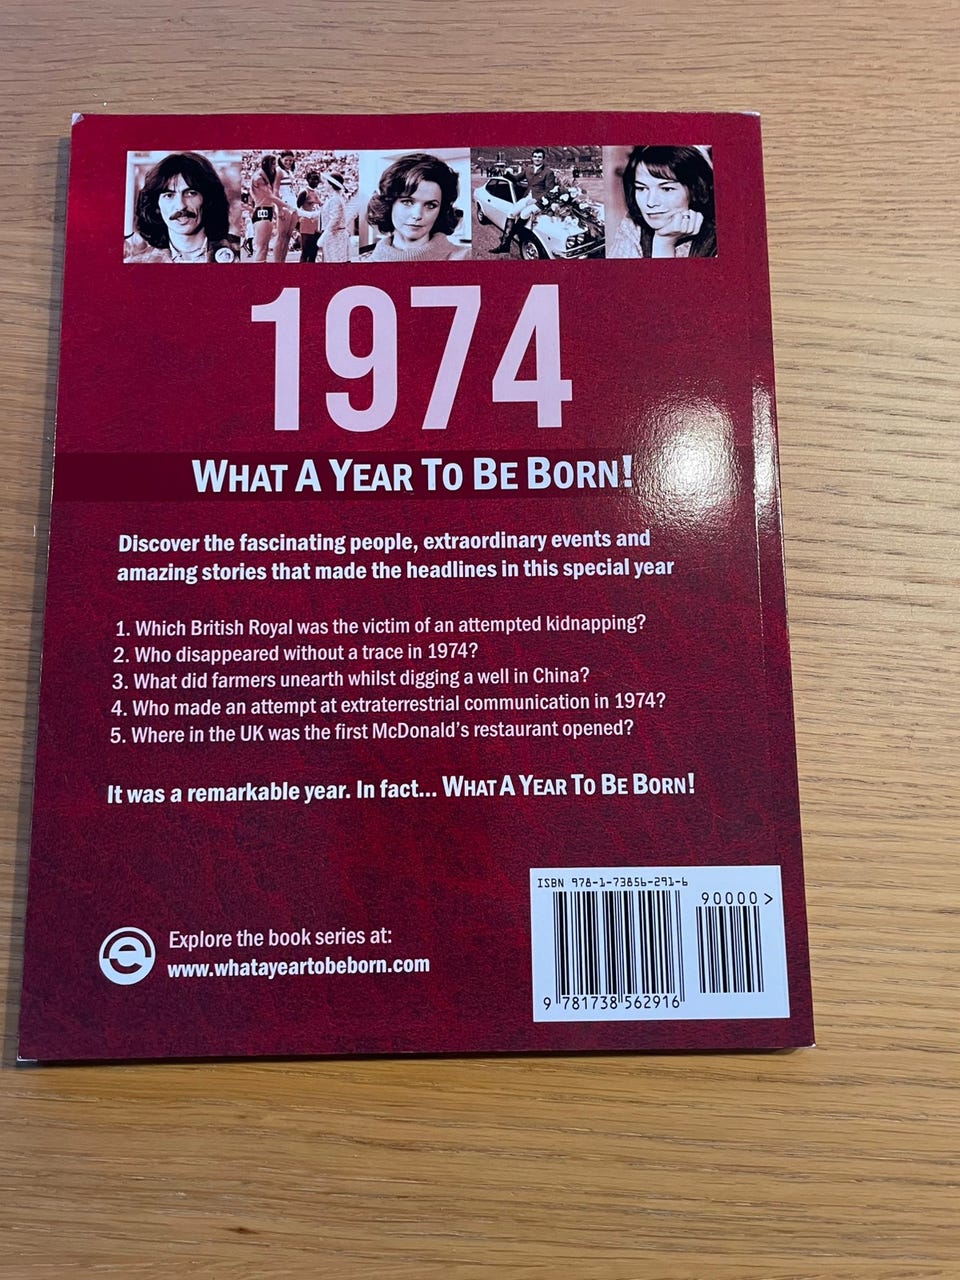 1974
WHAT A YEAR TO BE BORN!
Discover the fascinating people, extraordinary events and
amazing stories that made the headlines in this special year
1. Which British Royal was the victim of an attempted kidnapping?
2. Who disappeared without a trace in 1974?
3. What did farmers unearth whilst digging a well in China?
4. Who made an attempt at extraterrestrial communication in 1974?
5. Where in the UK was the first McDonald's restaurant opened?
It was a remarkable year. In fact... WHAT A YEAR TO BE BORN!
Explore the book series at:
www.whatayeartobeborn.com
ISBN 978-1-73856-291-6
90000>
9 781738 562916